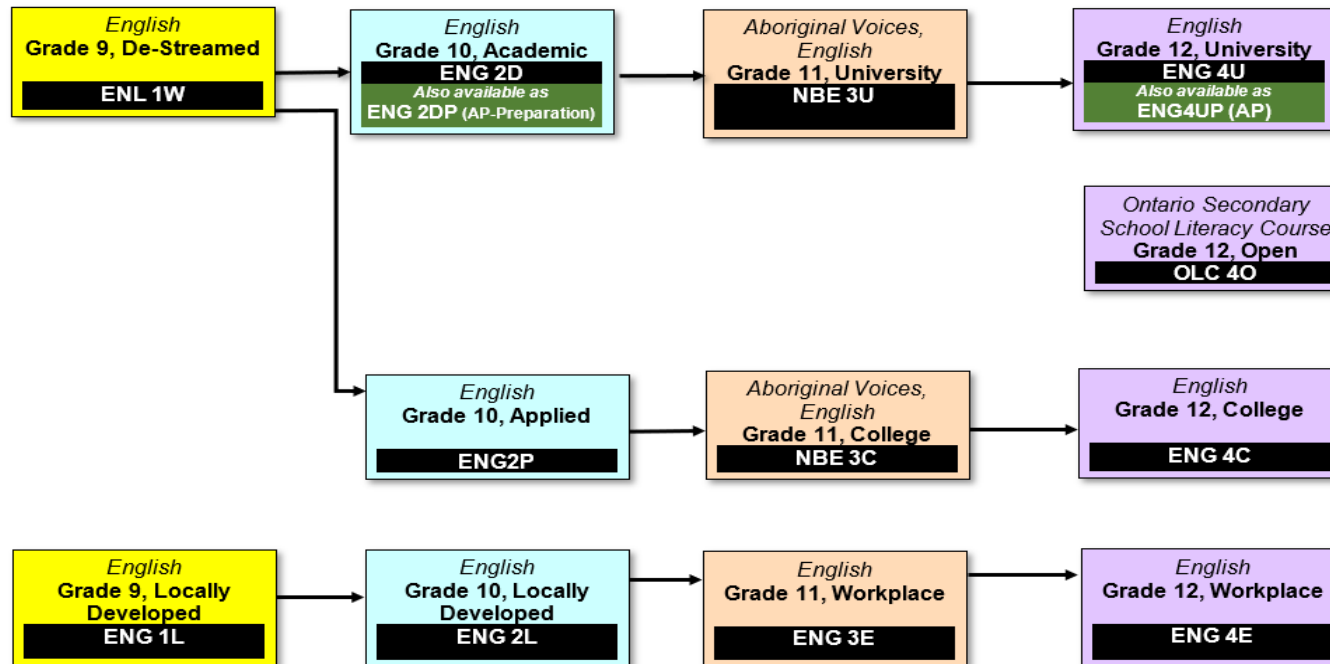 English
Grade 9, De-Streamed
ENL 1W
English
Grade 10, Academic
ENG 2D
Also available as
ENG 2DP (AP-Preparation)
Aboriginal Voices,
English
Grade 11, University
NBE 3U
English
Grade 12, University
ENG 4U
Also available as
ENG4UP (AP)
Ontario Secondary
School Literacy Course
Grade 12, Open
OLC 4O
English
Grade 10, Applied
ENG2P
Aboriginal Voices,
English
Grade 11, College
NBE 3C
English
Grade 12, College
ENG 4C
English
Grade 9, Locally
Developed
ENG 1L
English
Grade 10, Locally
Developed
ENG 2L
English
Grade 11, Workplace
ENG 3E
English
Grade 12, Workplace
ENG 4E